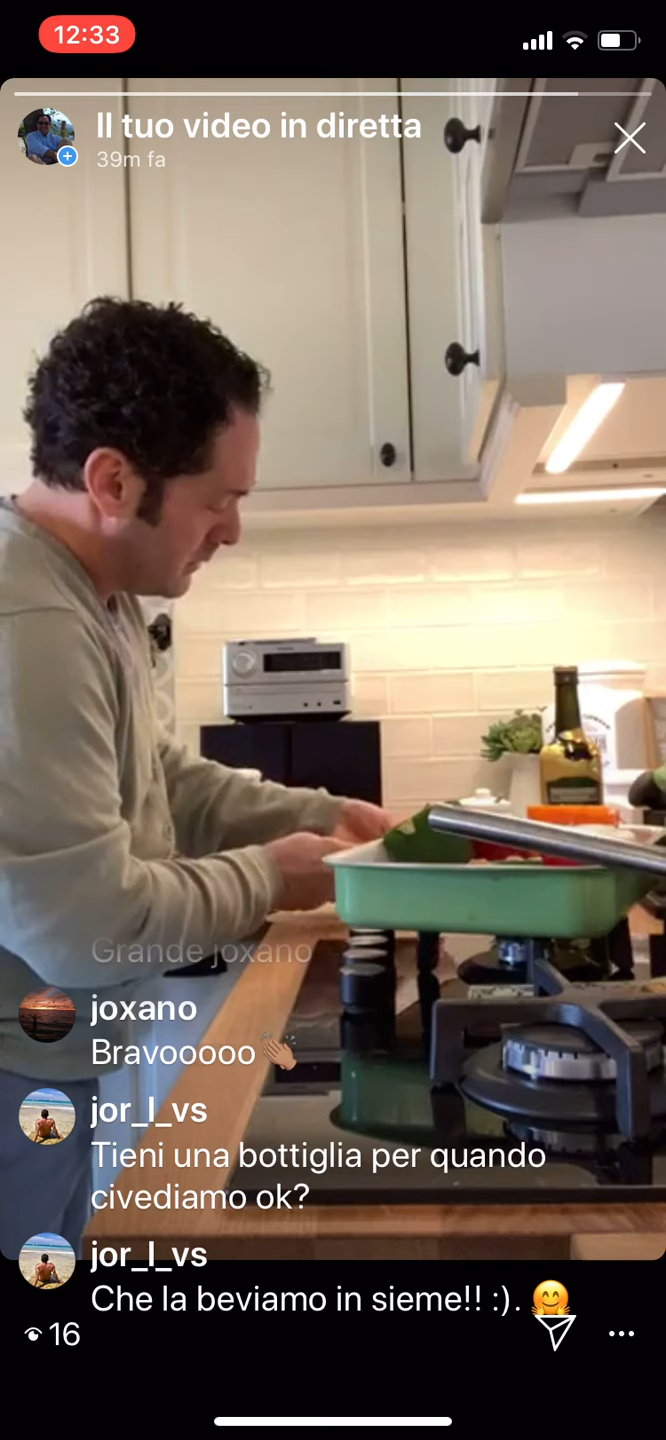 12:33
Il tuo video in diretta
39m fa
Grande joxano
joxano
Bravooooo 👏🏼
jor_l_vs
Tieni una bottiglia per quando
civediamo ok?
jor_l_vs
Che la beviamo in sieme!! :). 🤗
16